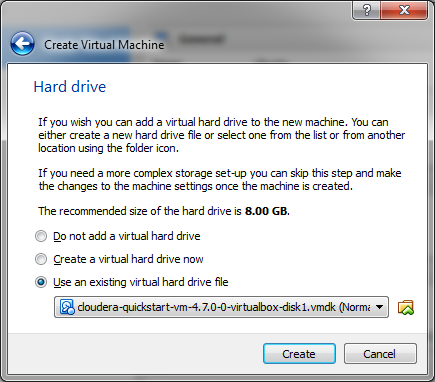 Create Virtual Machine
Hard drive
If you wish you can add a virtual hard drive to the new machine. You can
either create a new hard drive file or select one from the list or from another
location using the folder icon.
If you need a more complex storage set-up you can skip this step and make
the changes to the machine settings once the machine is created.
The recommended size of the hard drive is 8.00 GB.
Do not add a virtual hard drive
Create a virtual hard drive now
Use an existing virtual hard drive file
cloudera-quickstart-vm-4.7.0-0-virtualbox-disk1.vmdk (Norma
Create Cancel